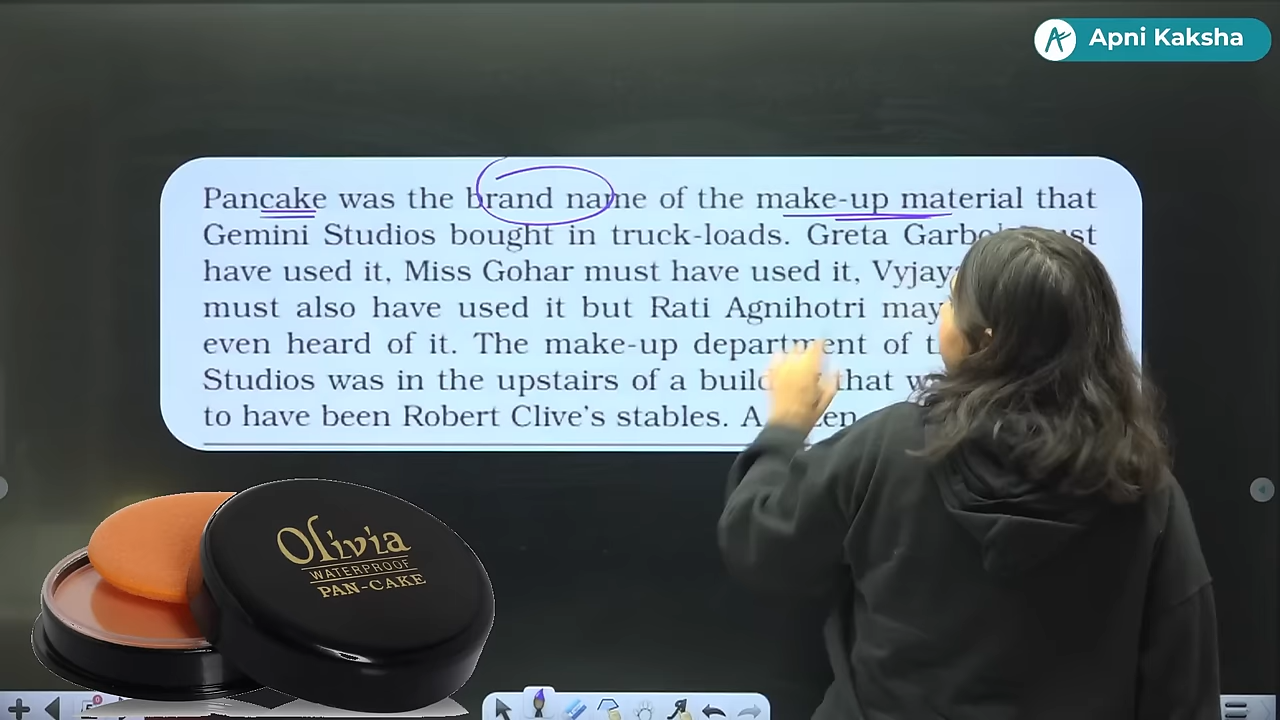 Apni Kaksha
Pancake was the brand name of the make-up material that
Gemini Studios bought in truck-loads. Greta
have used it, Miss Gohar must have used it,
must also have used it but Rati Agnihotri may
even heard of it. The make-up department of
Studios was in the upstairs of a that
to have been Robert Clive's stables. A
Olivia
WATERPROOF
PAN-CAKE